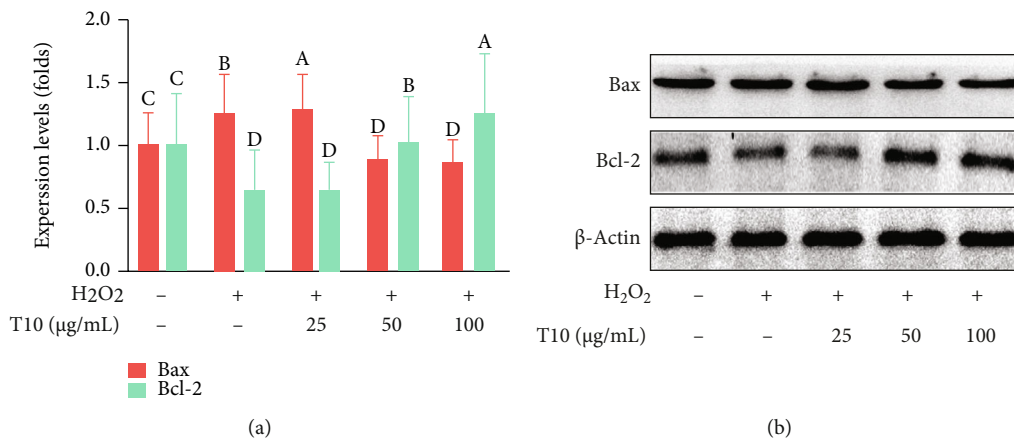 2.0
1.5
1.0
0.5
0.0
Experssion levels (folds)
C C B D A D D B D A
H2O2 – + + + +
T10 (μg/mL) – – 25 50 100
Bax
Bcl-2
(a)
Bax
Bcl-2
β-Actin
H₂O₂ – + + + +
T10 (μg/mL) – – 25 50 100
(b)